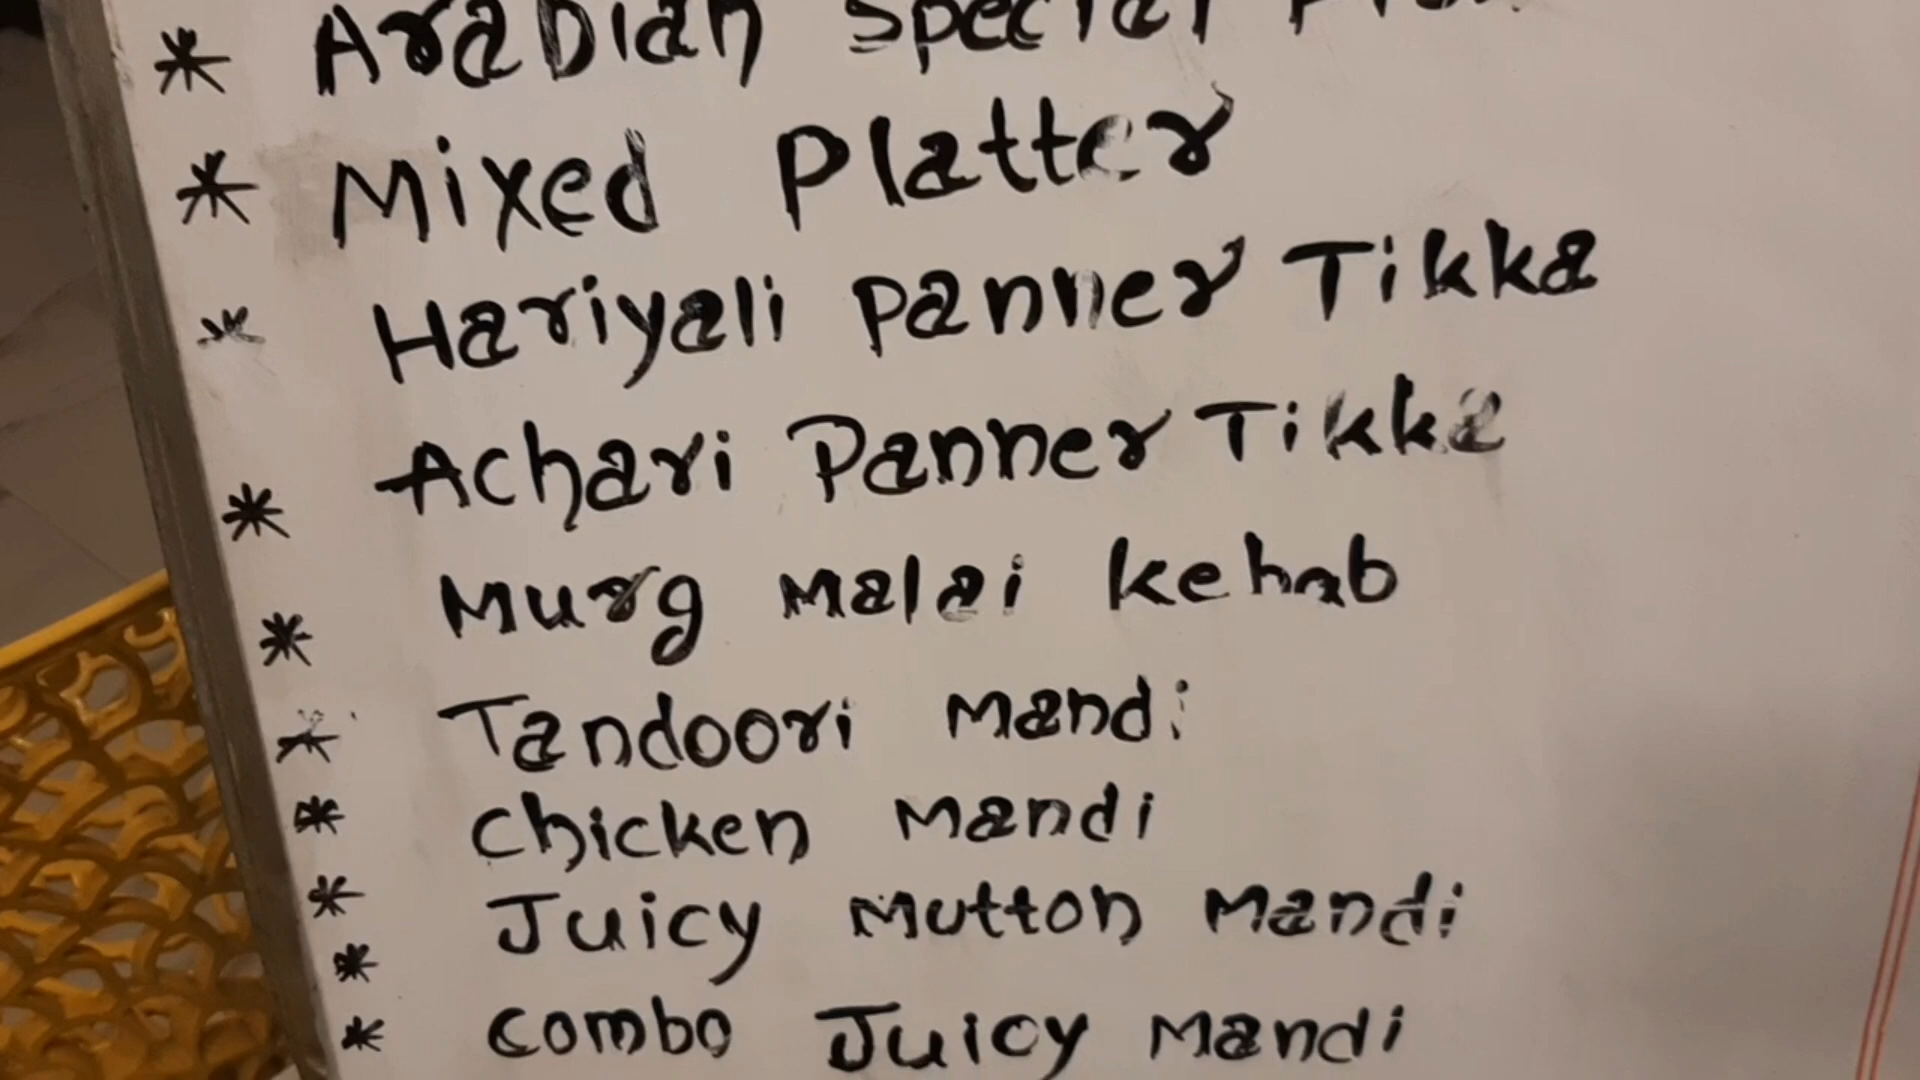 * Arabian Special
* Mixed Platter
* Hariyali Panner Tikka
* Achari Panner Tikka
* Murg Malai Kebab
* Tandoori Mandi
* Chicken Mandi
* Juicy Mutton Mandi
* Combo Juicy Mandi